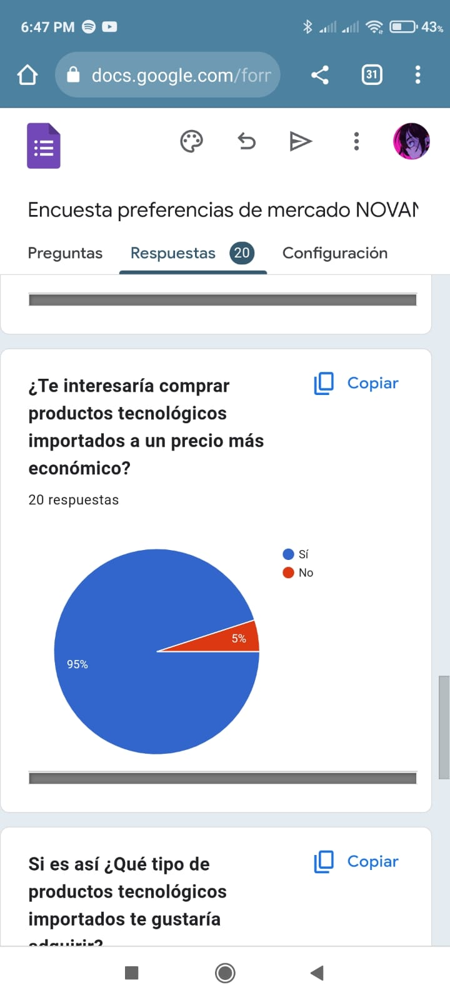 6:47 PM
43%
docs.google.com/forr
31
Encuesta preferencias de mercado NOVAN
Preguntas
Respuestas 20
Configuración
¿Te interesaría comprar
productos tecnológicos
importados a un precio más
económico?
Copiar
20 respuestas
Sí
No
5%
95%
Si es así ¿Qué tipo de
productos tecnológicos
importados te gustaría
adquirir?
Copiar